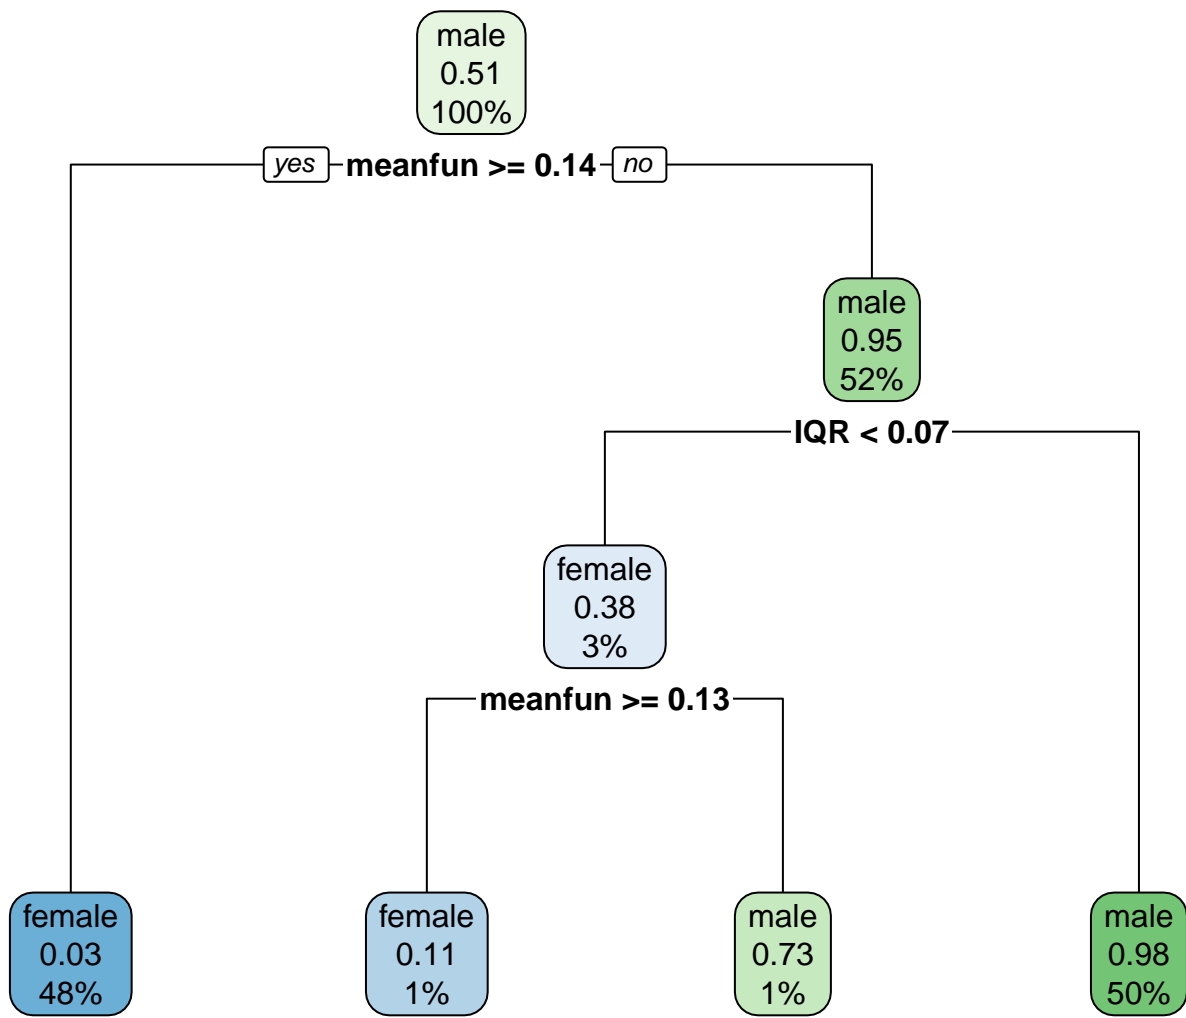 male
0.51
100%
yes meanfun >= 0.14 no
male
0.95
52%
IQR < 0.07
female
0.38
3%
meanfun >= 0.13
female
0.03
48%
female
0.11
1%
male
0.73
1%
male
0.98
50%